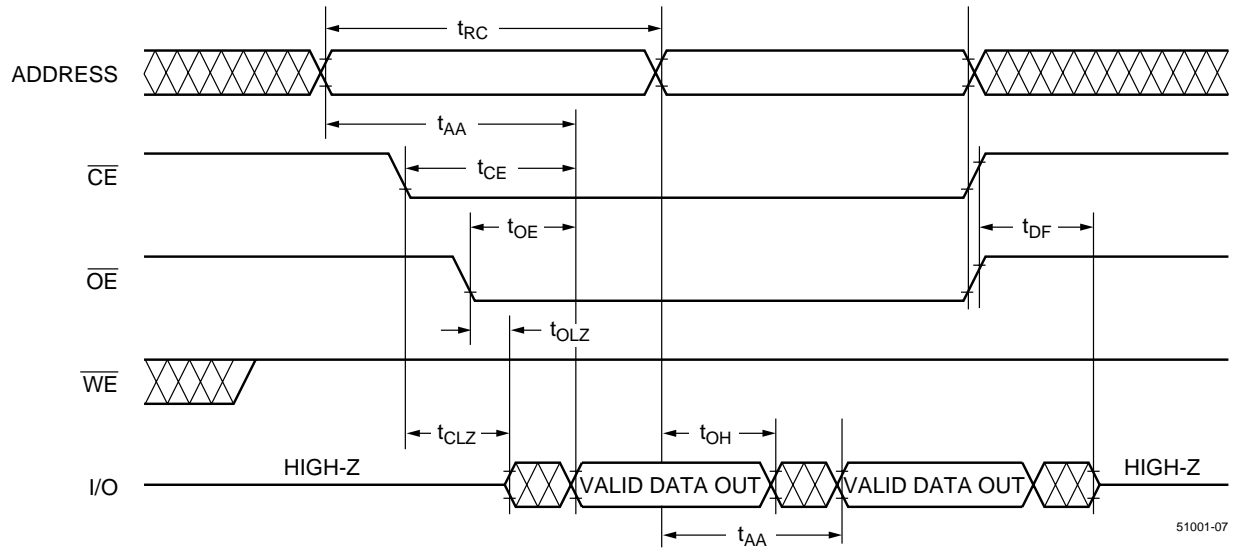 tRC
ADDRESS
tAA
CE
tCE
tOE
tDF
OE
tOLZ
WE
tCLZ
tOH
HIGH-Z
HIGH-Z
I/O
VALID DATA OUT
VALID DATA OUT
tAA
51001-07